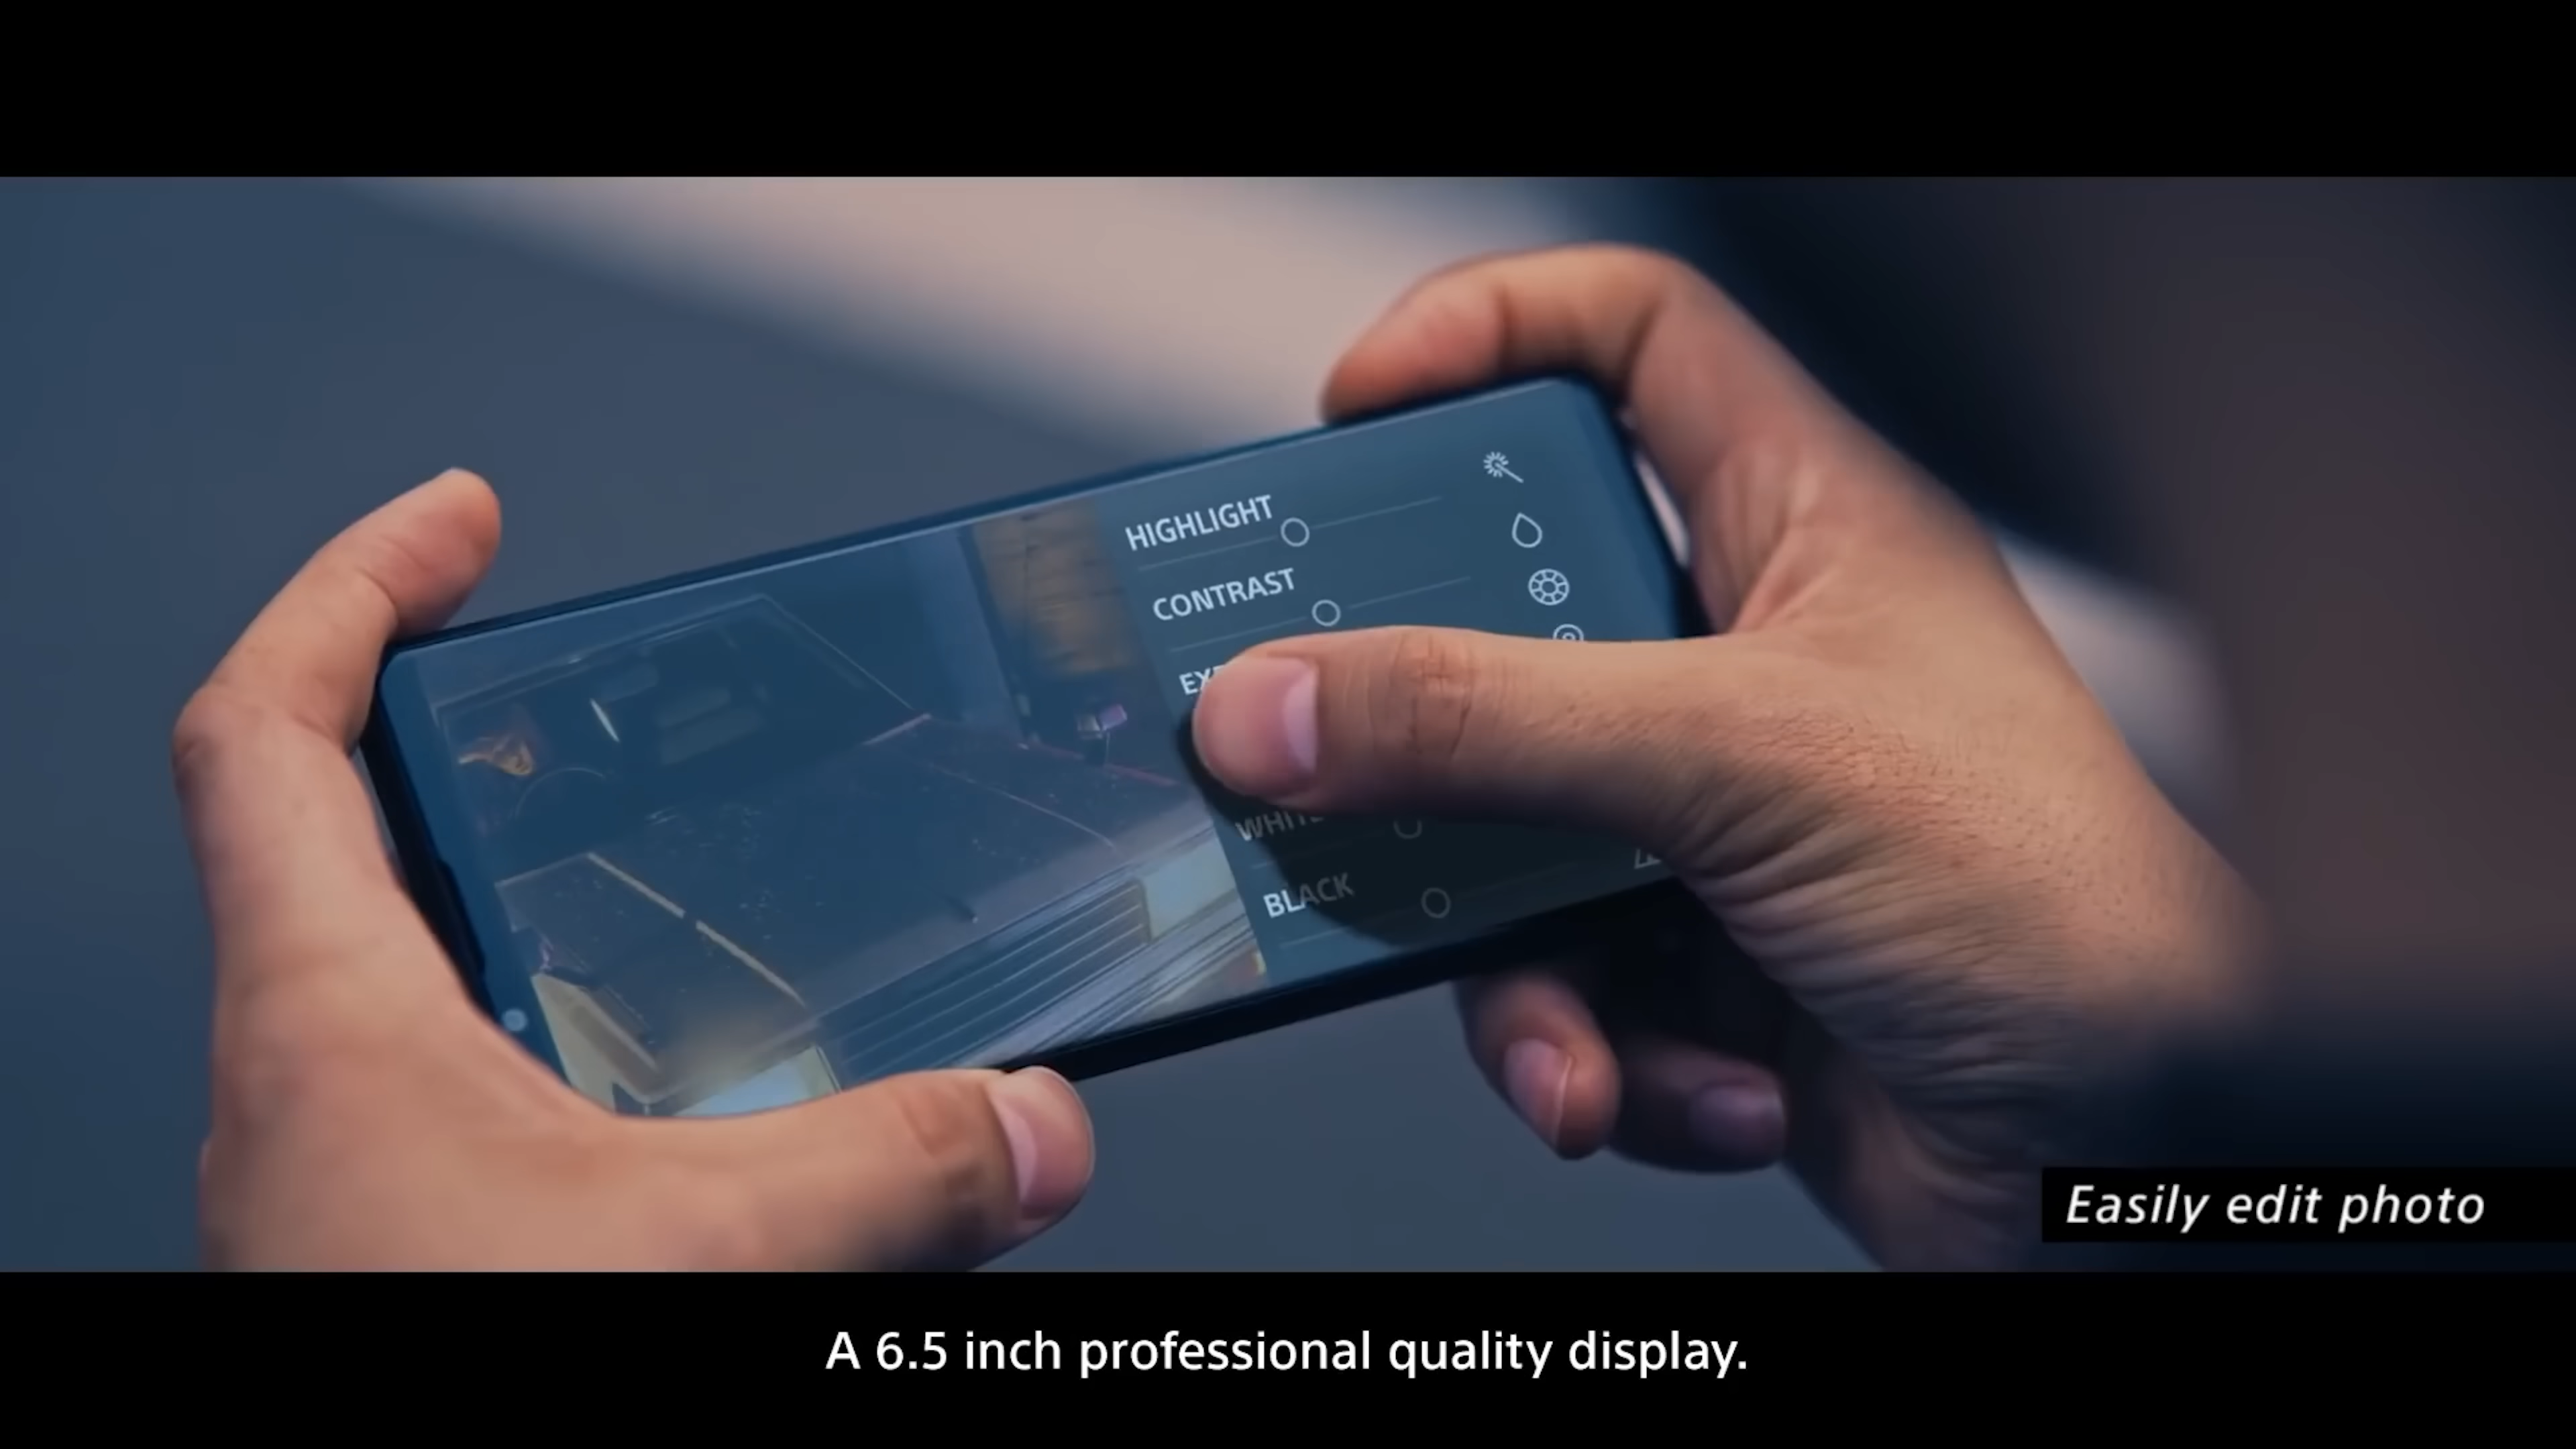 HIGHLIGHT
CONTRAST
BLACK
Easily edit photo
A 6.5 inch professional quality display.